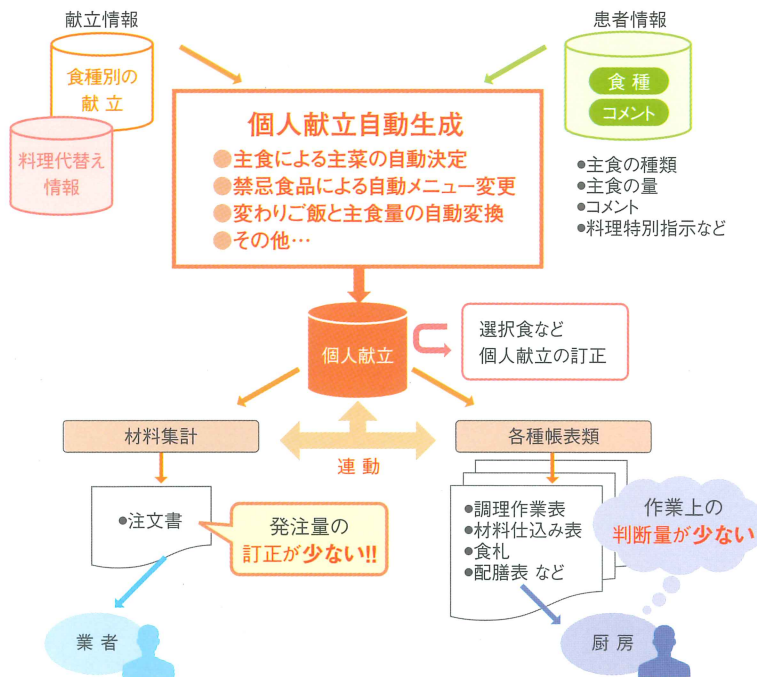 献立情報
食種別の
献立
料理代替え
情報
患者情報
食種
コメント
●主食の種類
●主食の量
●コメント
●料理特別指示など
個人献立自動生成
●主食による主菜の自動決定
●禁忌食品による自動メニュー変更
●変わりご飯と主食量の自動変換
●その他…
個人献立
選択食など
個人献立の訂正
材料集計
連動
各種帳表類
●注文書
発注量の
訂正が少ない!!
●調理作業表
●材料仕込み表
●食札
●配膳表 など
作業上の
判断量が少ない
業者
厨房